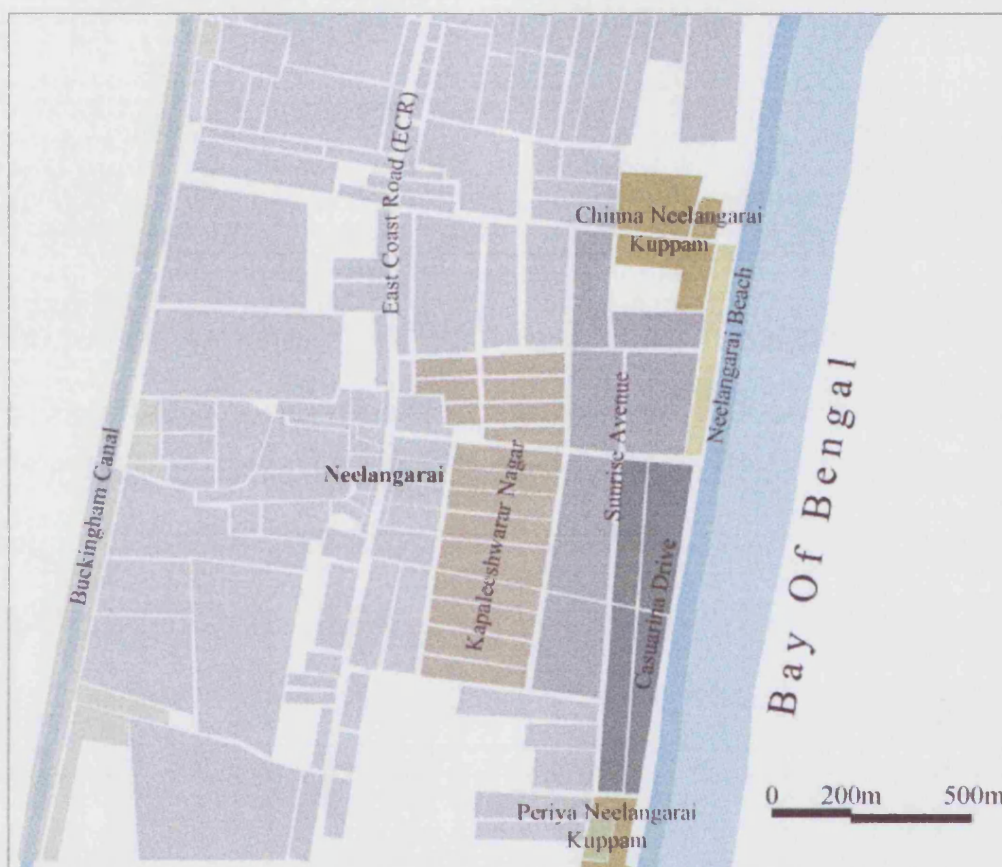 East Coast Road (ECR)
Chinna Neelangarai
Kuppam
Neelangarai Beach
Sunrise Avenue
Neelangarai
Kapaleeshwarar Nagar
Buckingham Canal
Casuarina Drive
Bay Of Bengal
Periya Neelangarai
Kuppam
0 200m 500m